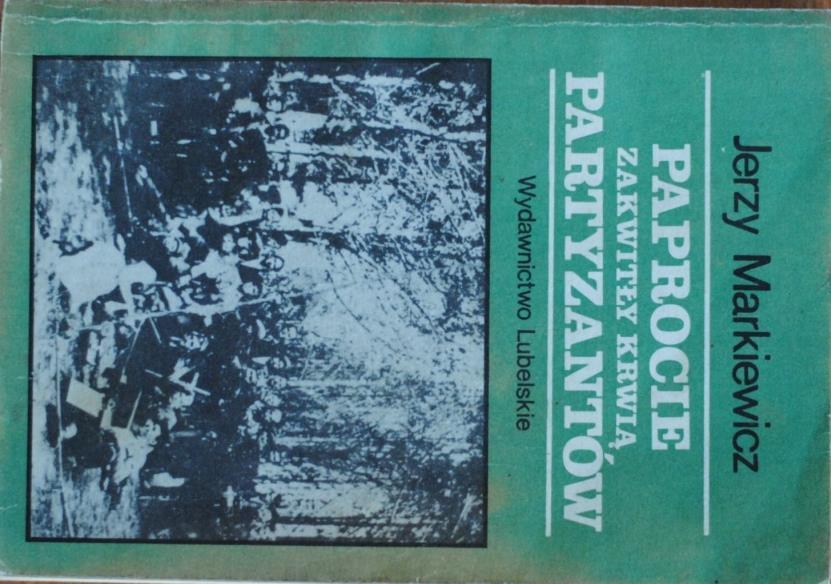 Jerzy Markiewicz
PAPROCIE
ZAKWITŁY KRWIĄ
PARTYZANTÓW
Wydawnictwo Lubelskie